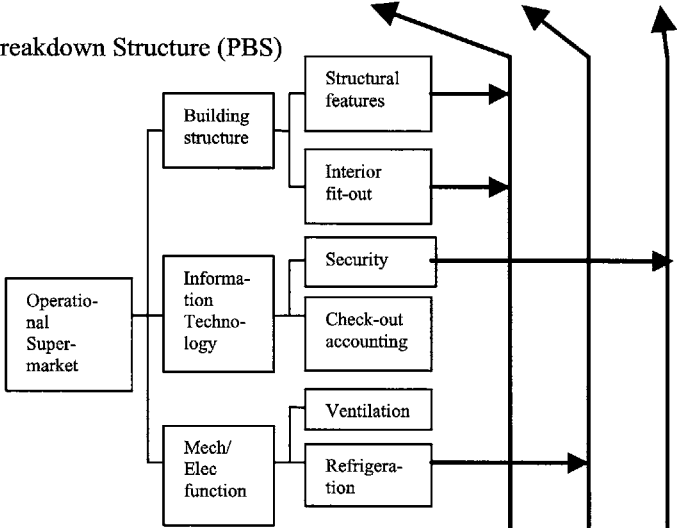 reakdown Structure (PBS)
Structural
features
Building
structure
Interior
fit-out
Security
Informa-
tion
Techno-
logy
Operatio-
nal
Super-
market
Check-out
accounting
Ventilation
Mech/
Elec
function
Refrigera-
tion